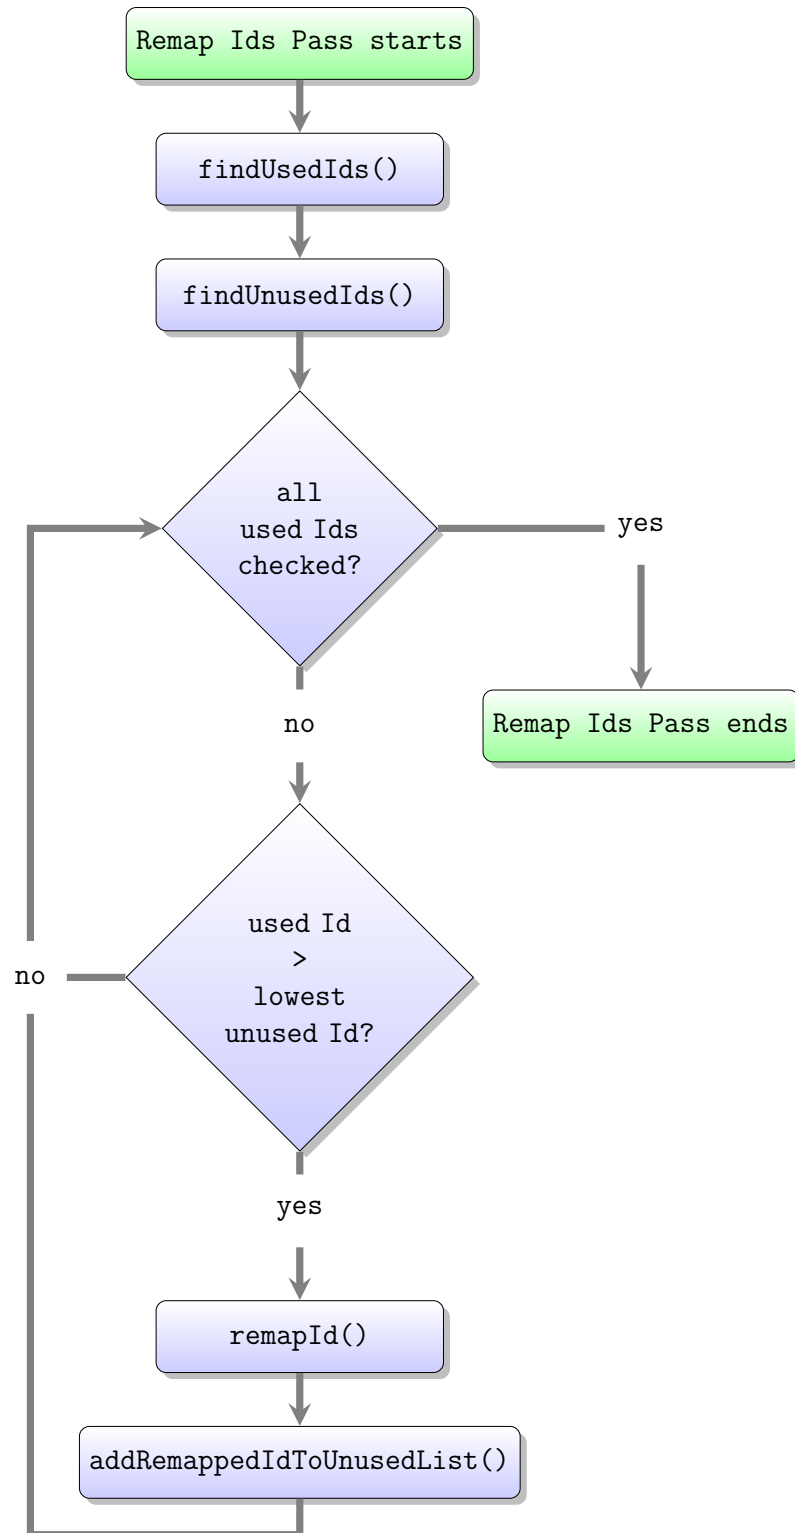 Remap Ids Pass starts
findUsedIds()
findUnusedIds()
all
used Ids
checked?
yes
no
Remap Ids Pass ends
used Id
>
lowest
unused Id?
no
yes
remapId()
addRemappedIdToUnusedList()